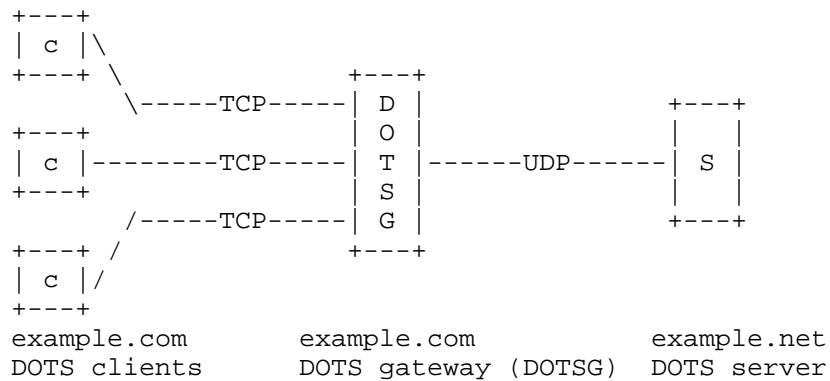 +---+
| c |\
+---+ \ +---+
\-----TCP-----| D | +---+
+---+ | O | | |
| c |--------TCP-----| T |------UDP------| S |
+---+ | S | | |
/-----TCP-----| G | +---+
+---+ / +---+
| c |/
+---+
example.com example.com example.net
DOTS clients DOTS gateway (DOTSG) DOTS server